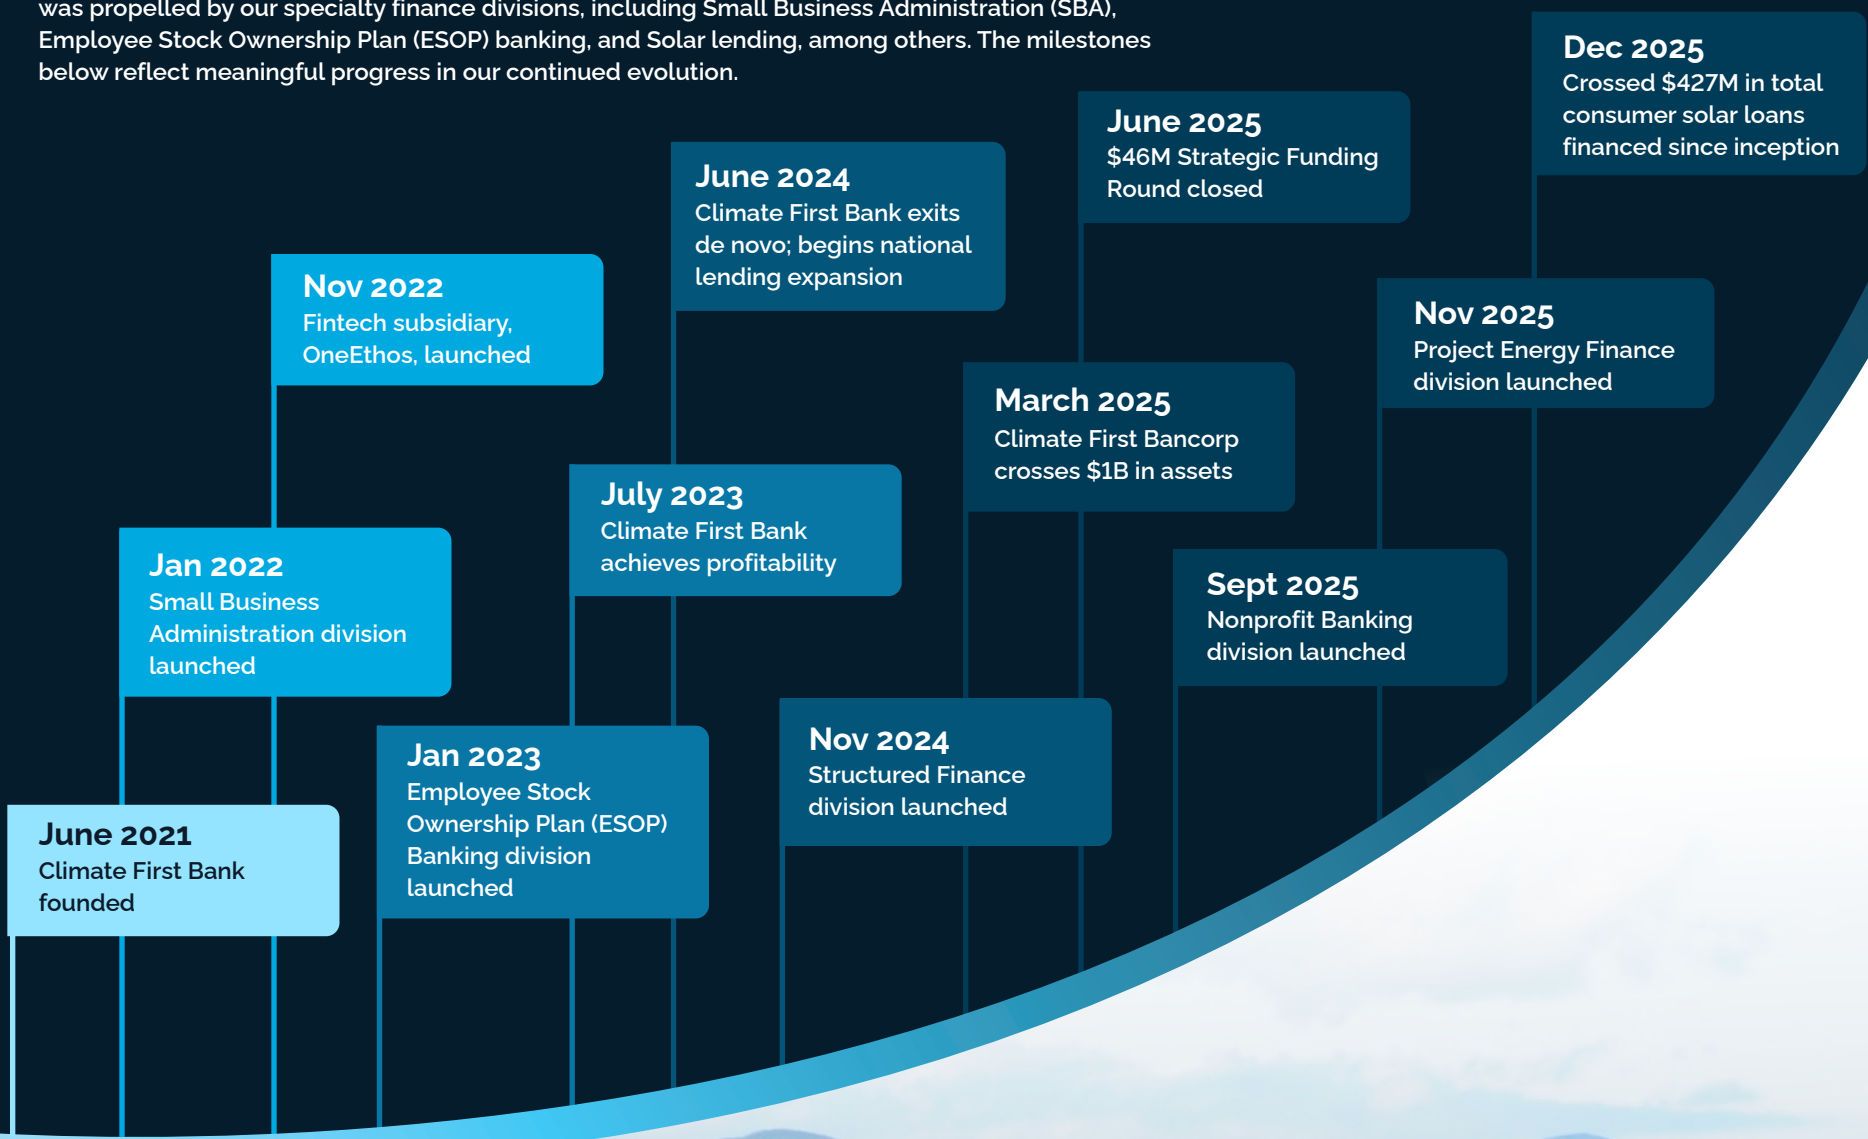 was propelled by our specialty finance divisions, including Small Business Administration (SBA),
Employee Stock Ownership Plan (ESOP) banking, and Solar lending, among others. The milestones
below reflect meaningful progress in our continued evolution.
June 2021
Climate First Bank
founded
Jan 2022
Small Business
Administration division
launched
Nov 2022
Fintech subsidiary,
OneEthos, launched
Jan 2023
Employee Stock
Ownership Plan (ESOP)
Banking division
launched
July 2023
Climate First Bank
achieves profitability
June 2024
Climate First Bank exits
de novo; begins national
lending expansion
Nov 2024
Structured Finance
division launched
March 2025
Climate First Bancorp
crosses $1B in assets
June 2025
$46M Strategic Funding
Round closed
Sept 2025
Nonprofit Banking
division launched
Nov 2025
Project Energy Finance
division launched
Dec 2025
Crossed $427M in total
consumer solar loans
financed since inception